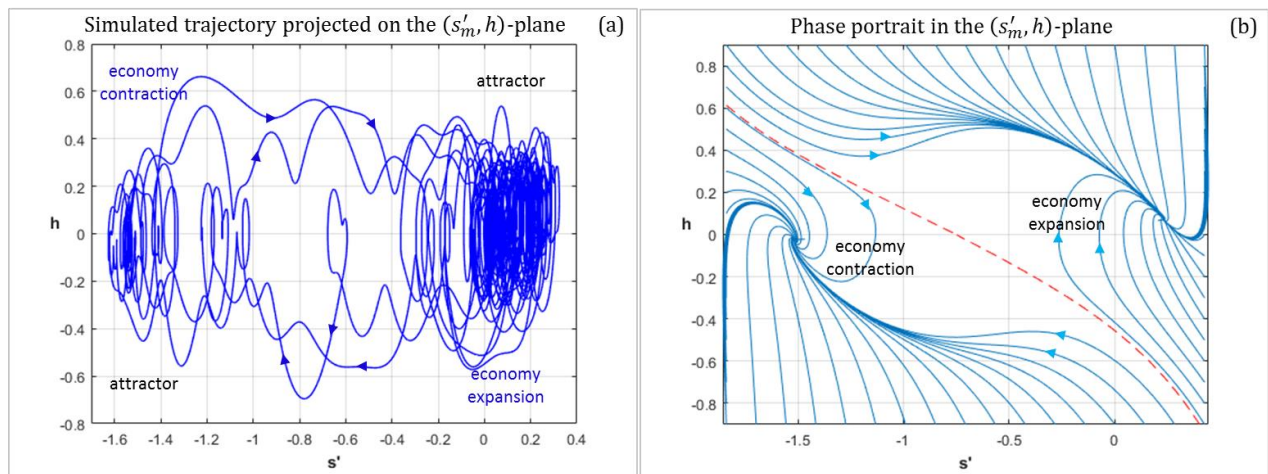 Simulated trajectory projected on the (s′ₘ, h)-plane (a)
0.8
0.6
0.4
0.2
0
-0.2
-0.4
-0.6
-0.8
h
economy
contraction
attractor
attractor
economy
expansion
-1.6 -1.4 -1.2 -1 -0.8 -0.6 -0.4 -0.2 0 0.2 0.4
s'
Phase portrait in the (s′ₘ, h)-plane (b)
0.8
0.6
0.4
0.2
0
-0.2
-0.4
-0.6
-0.8
h
economy
expansion
economy
contraction
-1.5 -1 -0.5 0
s'